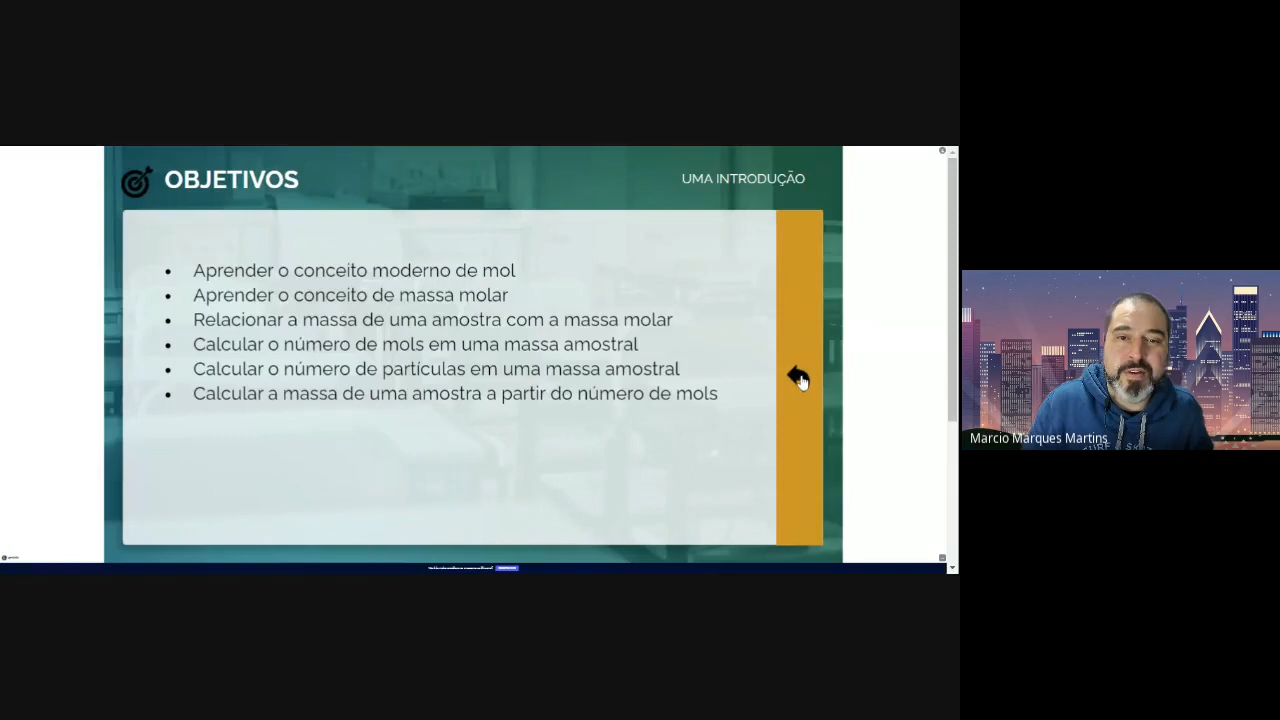 OBJETIVOS
UMA INTRODUÇÃO
• Aprender o conceito moderno de mol
• Aprender o conceito de massa molar
• Relacionar a massa de uma amostra com a massa molar
• Calcular o número de mols em uma massa amostral
• Calcular o número de partículas em uma massa amostral
• Calcular a massa de uma amostra a partir do número de mols
Marcio Marques Martins